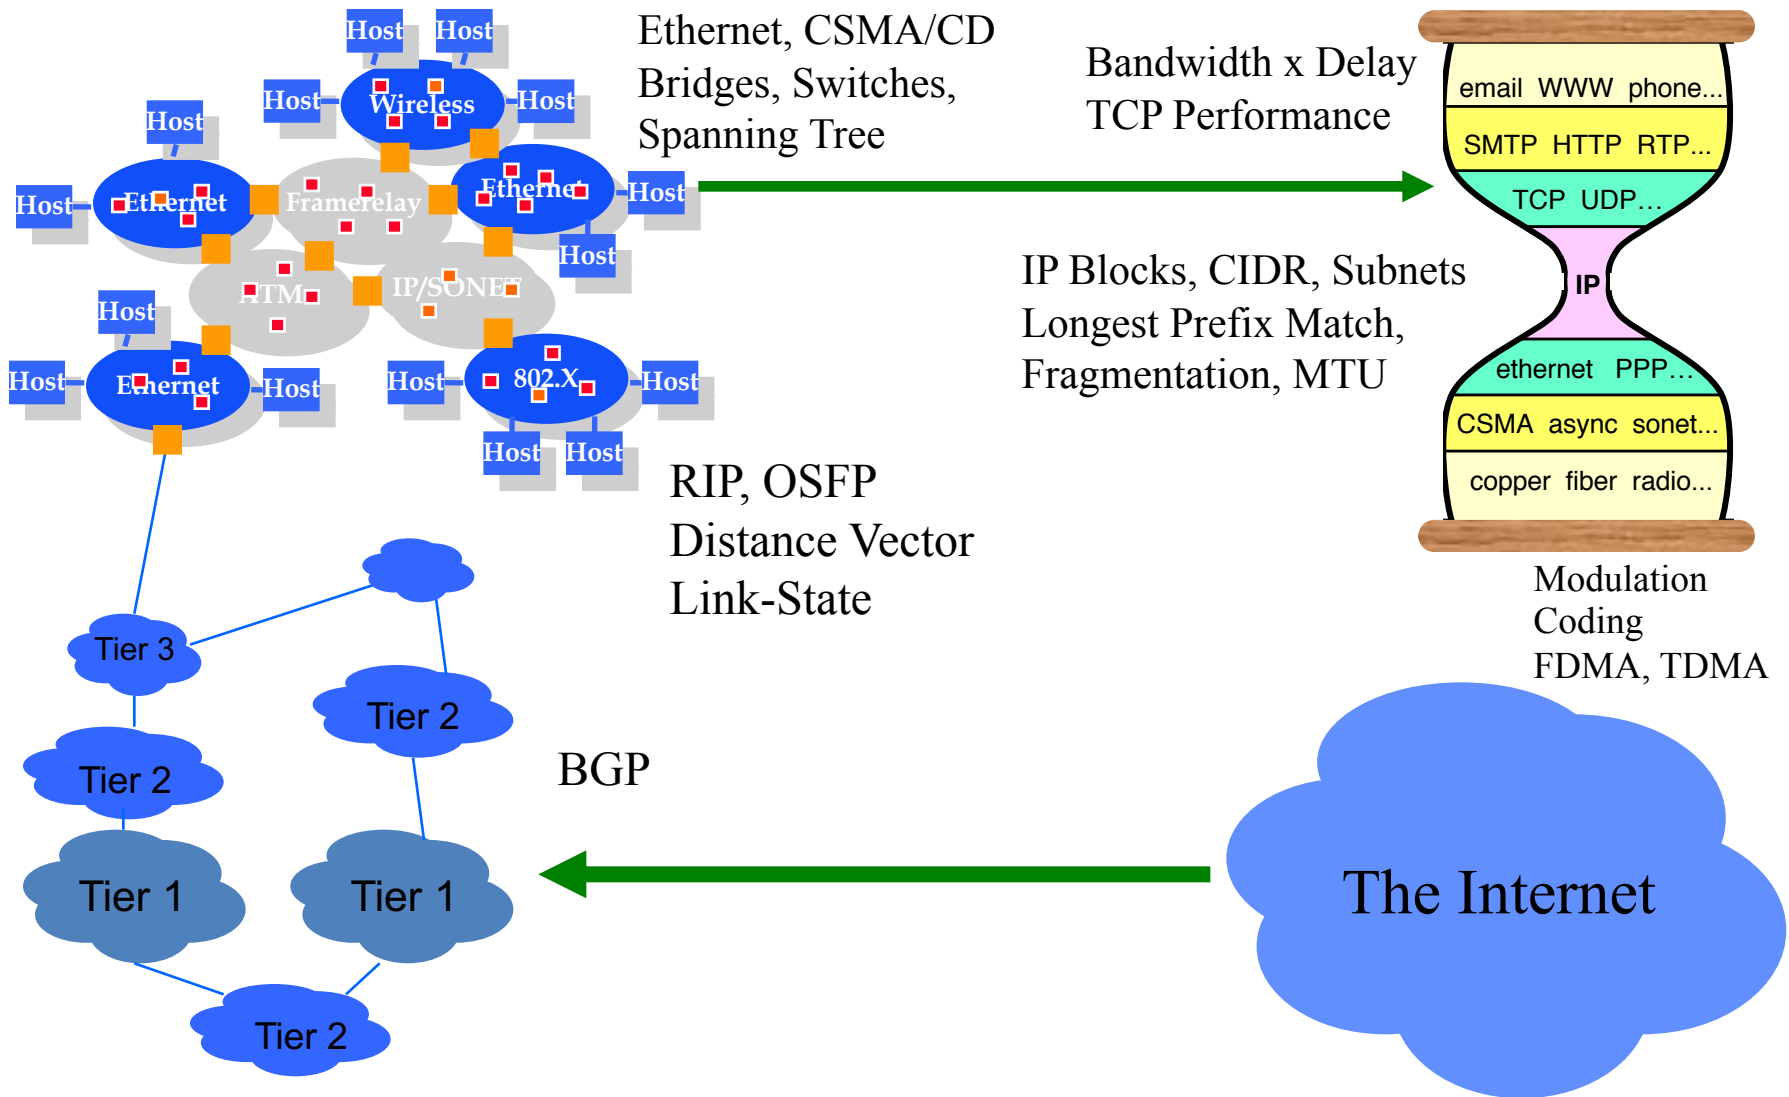 Host
Host
Host
Wireless
Host
Host
Ethernet
Host
Ethernet
Framerelay
Host
Host
Host
ATM
IP/SONET
Host
Host
Ethernet
Host
Host
802.X
Host
Host
Host
Ethernet, CSMA/CD
Bridges, Switches,
Spanning Tree
Bandwidth x Delay
TCP Performance
IP Blocks, CIDR, Subnets
Longest Prefix Match,
Fragmentation, MTU
email WWW phone...
SMTP HTTP RTP...
TCP UDP...
IP
ethernet PPP...
CSMA async sonet...
copper fiber radio...
Modulation
Coding
FDMA, TDMA
RIP, OSFP
Distance Vector
Link-State
Tier 3
Tier 2
Tier 2
BGP
Tier 1
Tier 1
Tier 2
The Internet